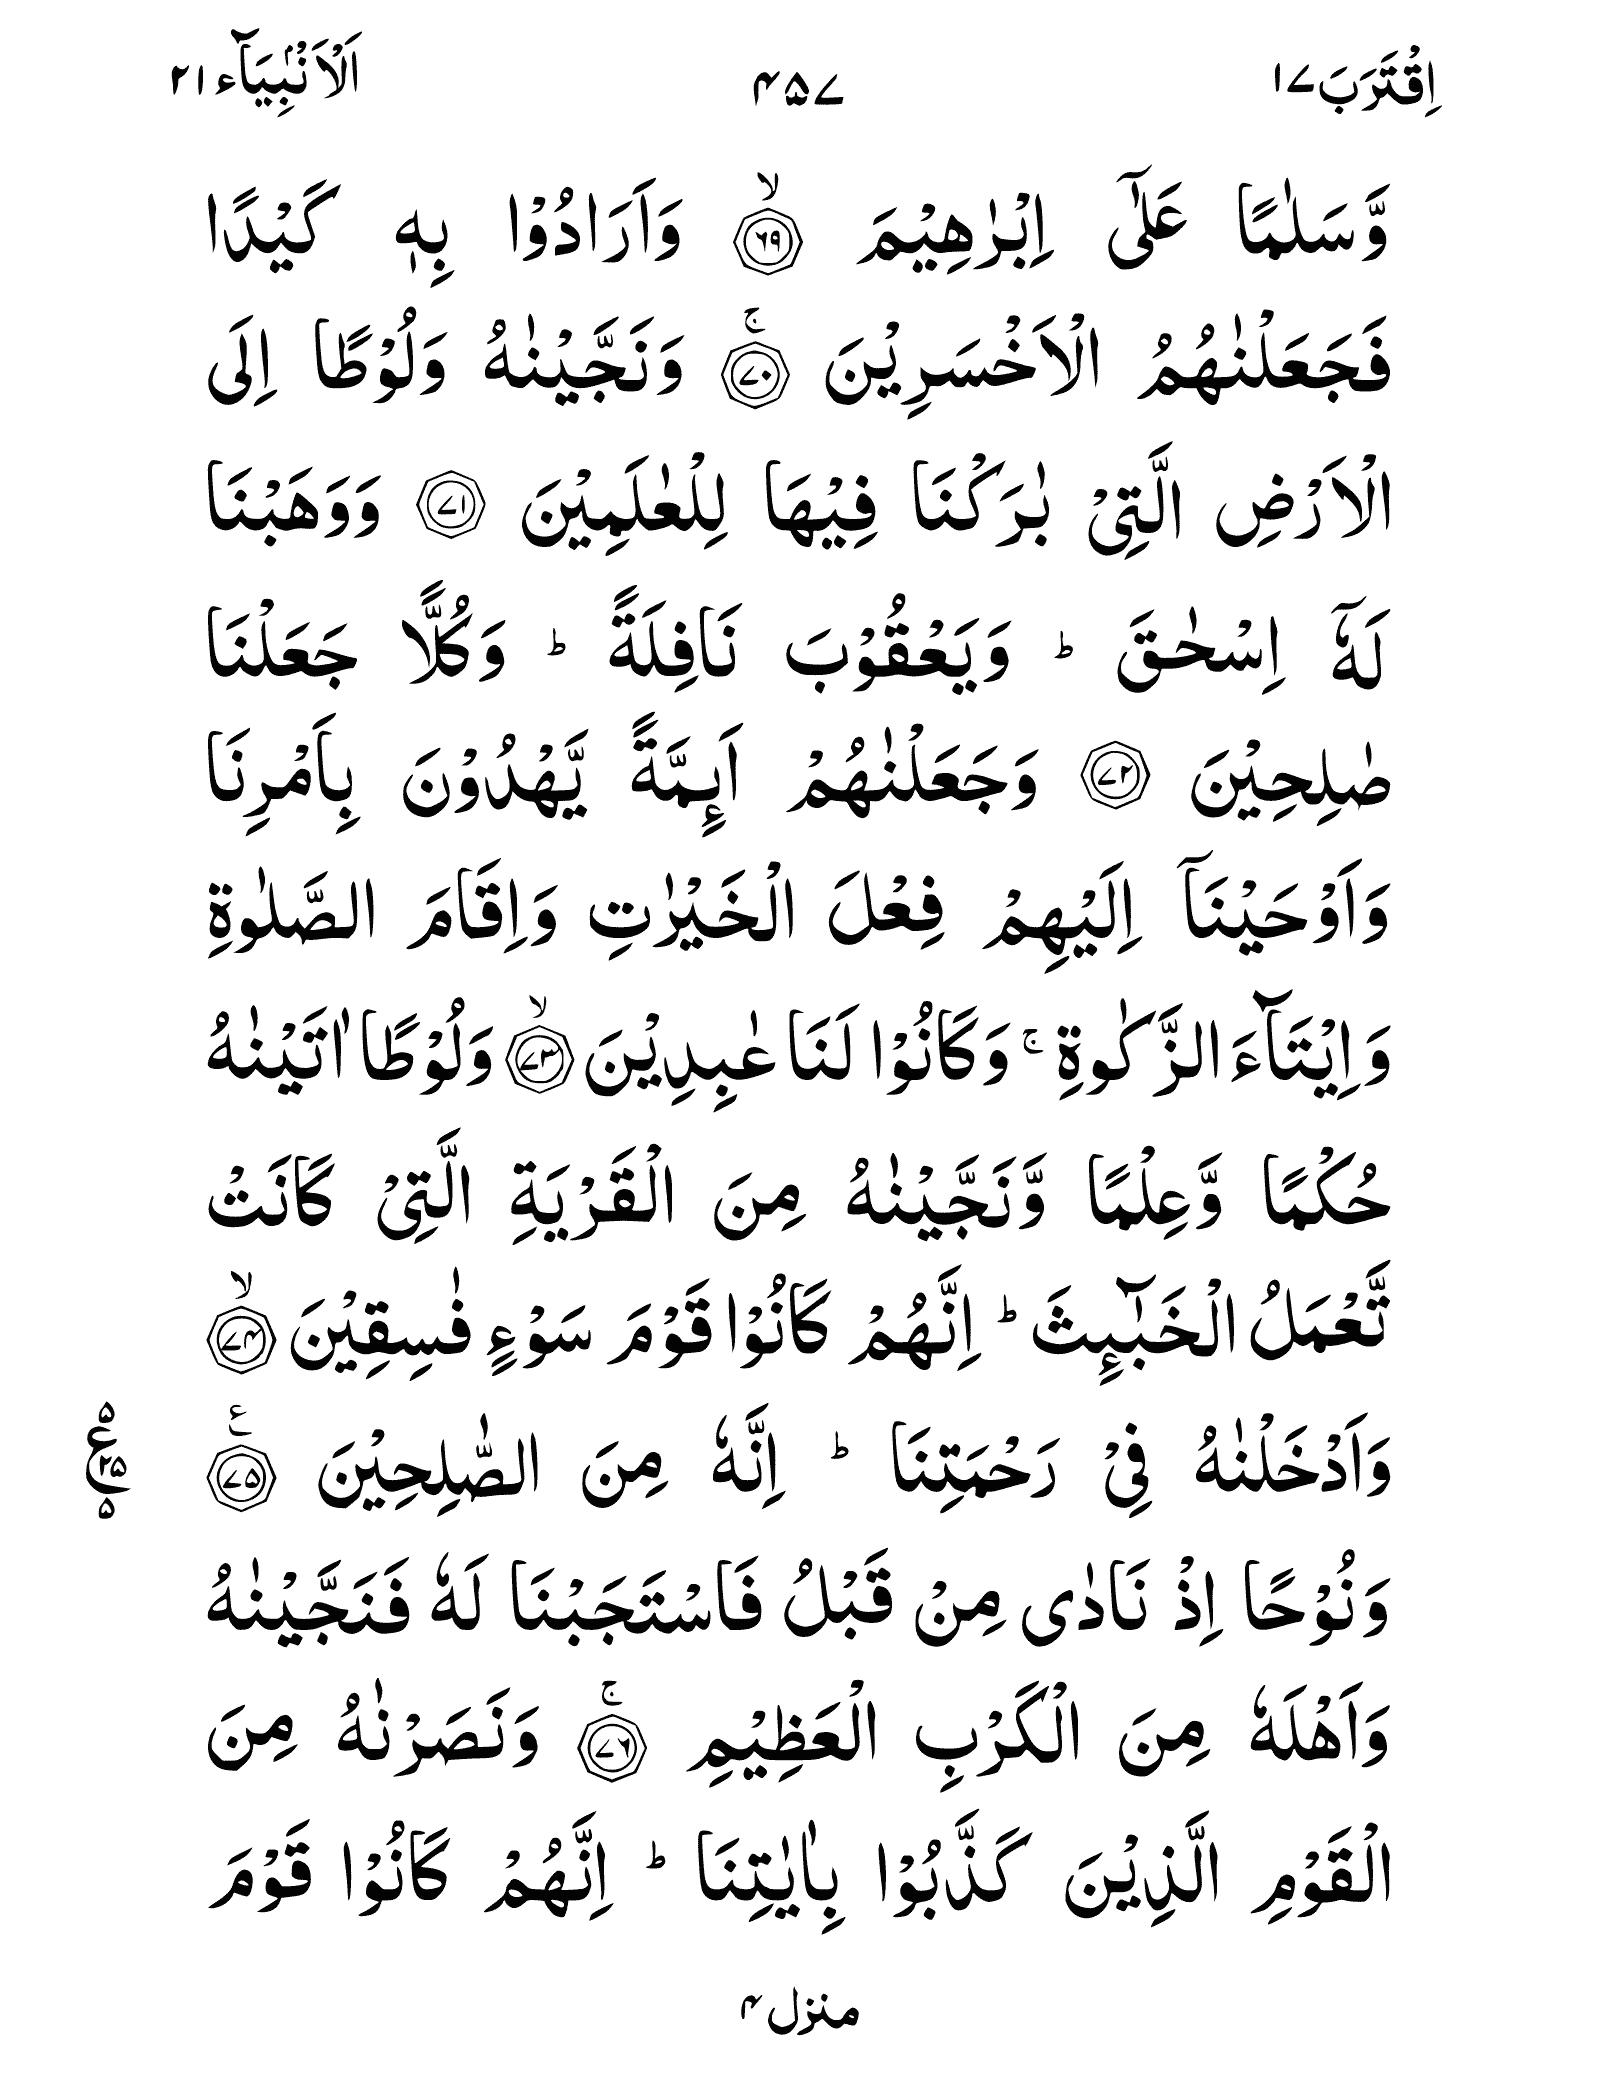 اِقْتَرَبَ ١٧ ۴۵۷ اَلْاَنْۢبِيَآء ٢١
وَّسَلٰمًا عَلٰٓى اِبْرٰهِيْمَ ۙ﴿۶۹﴾ وَاَرَادُوْا بِهٖ كَيْدًا
فَجَعَلْنٰهُمُ الْاَخْسَرِيْنَ ۚ﴿۷۰﴾ وَنَجَّيْنٰهُ وَلُوْطًا اِلَى
الْاَرْضِ الَّتِىْ بٰرَكْنَا فِيْهَا لِلْعٰلَمِيْنَ ﴿۷۱﴾ وَوَهَبْنَا
لَهٗۤ اِسْحٰقَ ؕ وَيَعْقُوْبَ نَافِلَةً ؕ وَكُلًّا جَعَلْنَا
صٰلِحِيْنَ ﴿۷۲﴾ وَجَعَلْنٰهُمْ اَئِمَّةً يَّهْدُوْنَ بِاَمْرِنَا
وَاَوْحَيْنَاۤ اِلَيْهِمْ فِعْلَ الْخَيْرٰتِ وَاِقَامَ الصَّلٰوةِ
وَاِيْتَآءَ الزَّكٰوةِ ۚ وَكَانُوْا لَنَا عٰبِدِيْنَ ۙ﴿۷۳﴾ وَلُوْطًا اٰتَيْنٰهُ
حُكْمًا وَّعِلْمًا وَّنَجَّيْنٰهُ مِنَ الْقَرْيَةِ الَّتِىْ كَانَتْ
تَّعْمَلُ الْخَبٰٓئِثَ ؕ اِنَّهُمْ كَانُوْا قَوْمَ سَوْءٍ فٰسِقِيْنَ ۙ﴿۷۴﴾
وَاَدْخَلْنٰهُ فِىْ رَحْمَتِنَا ؕ اِنَّهٗ مِنَ الصّٰلِحِيْنَ ﴿۷۵﴾ ع ۵ ع ۲۵ ۵
وَنُوْحًا اِذْ نَادٰى مِنْ قَبْلُ فَاسْتَجَبْنَا لَهٗ فَنَجَّيْنٰهُ
وَاَهْلَهٗ مِنَ الْكَرْبِ الْعَظِيْمِ ۚ﴿۷۶﴾ وَنَصَرْنٰهُ مِنَ
الْقَوْمِ الَّذِيْنَ كَذَّبُوْا بِاٰيٰتِنَا ؕ اِنَّهُمْ كَانُوْا قَوْمَ
منزل ۴